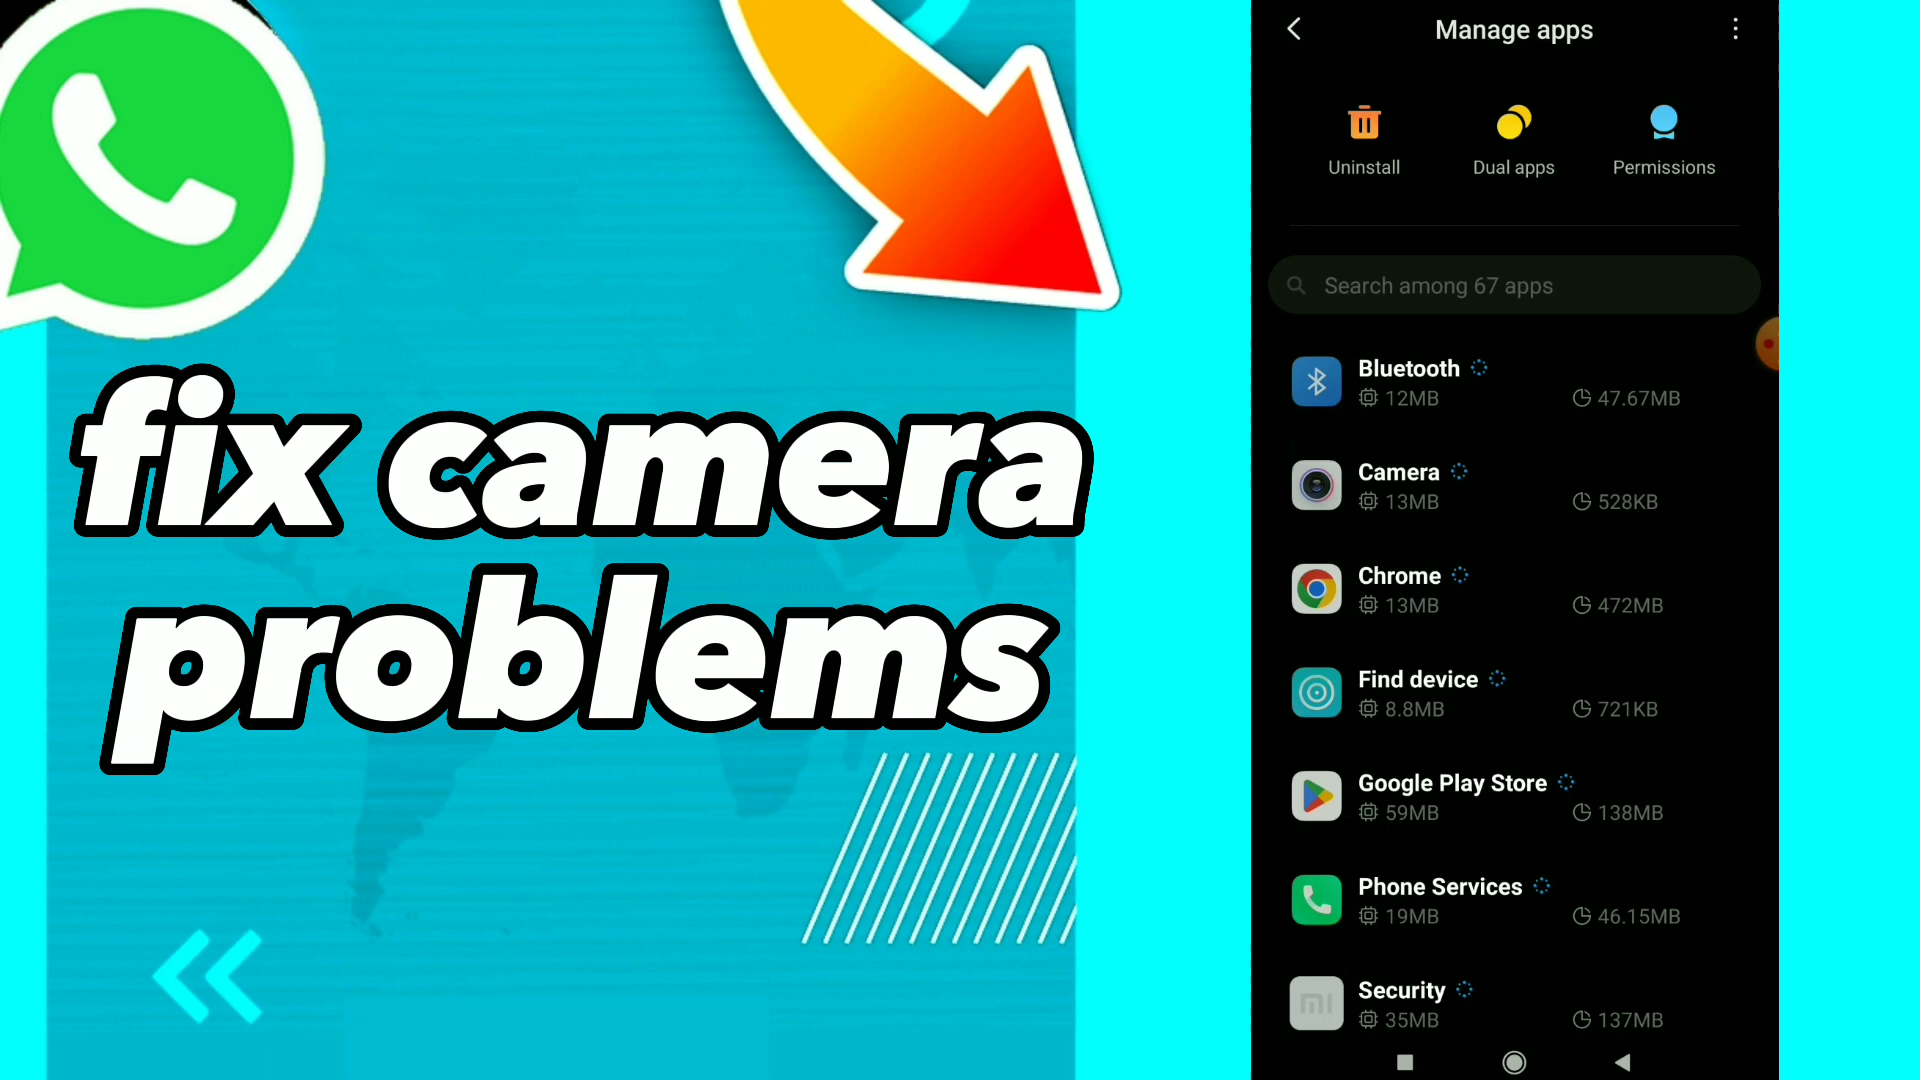 fix camera
problems
Manage apps
Uninstall
Dual apps
Permissions
Search among 67 apps
Bluetooth
12MB
47.67MB
Camera
13MB
528KB
Chrome
13MB
472MB
Find device
8.8MB
721KB
Google Play Store
59MB
138MB
Phone Services
19MB
46.15MB
mi
Security
35MB
137MB